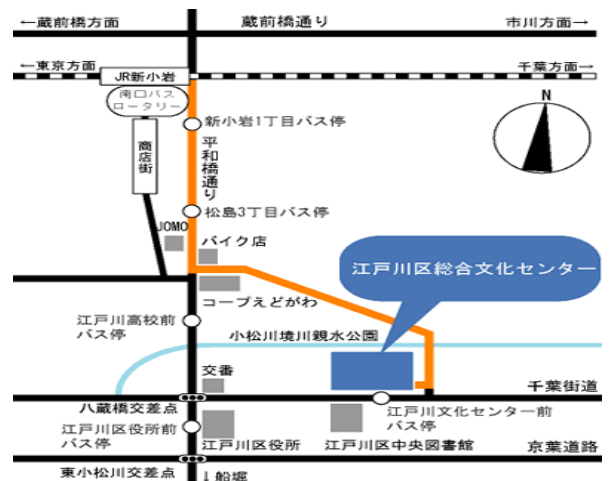 ←蔵前橋方面
蔵前橋通り
市川方面→
←東京方面
千葉方面→
JR新小岩
南口バス
ロータリー
N
新小岩1丁目バス停
商店街
平和橋通り
松島3丁目バス停
JOMO
バイク店
江戸川区総合文化センター
コープえどがわ
江戸川高校前
バス停
小松川境川親水公園
交番
千葉街道
八蔵橋交差点
江戸川文化センター前
バス停
江戸川区役所前
バス停
江戸川区役所
江戸川区中央図書館
京葉道路
東小松川交差点
↓船堀